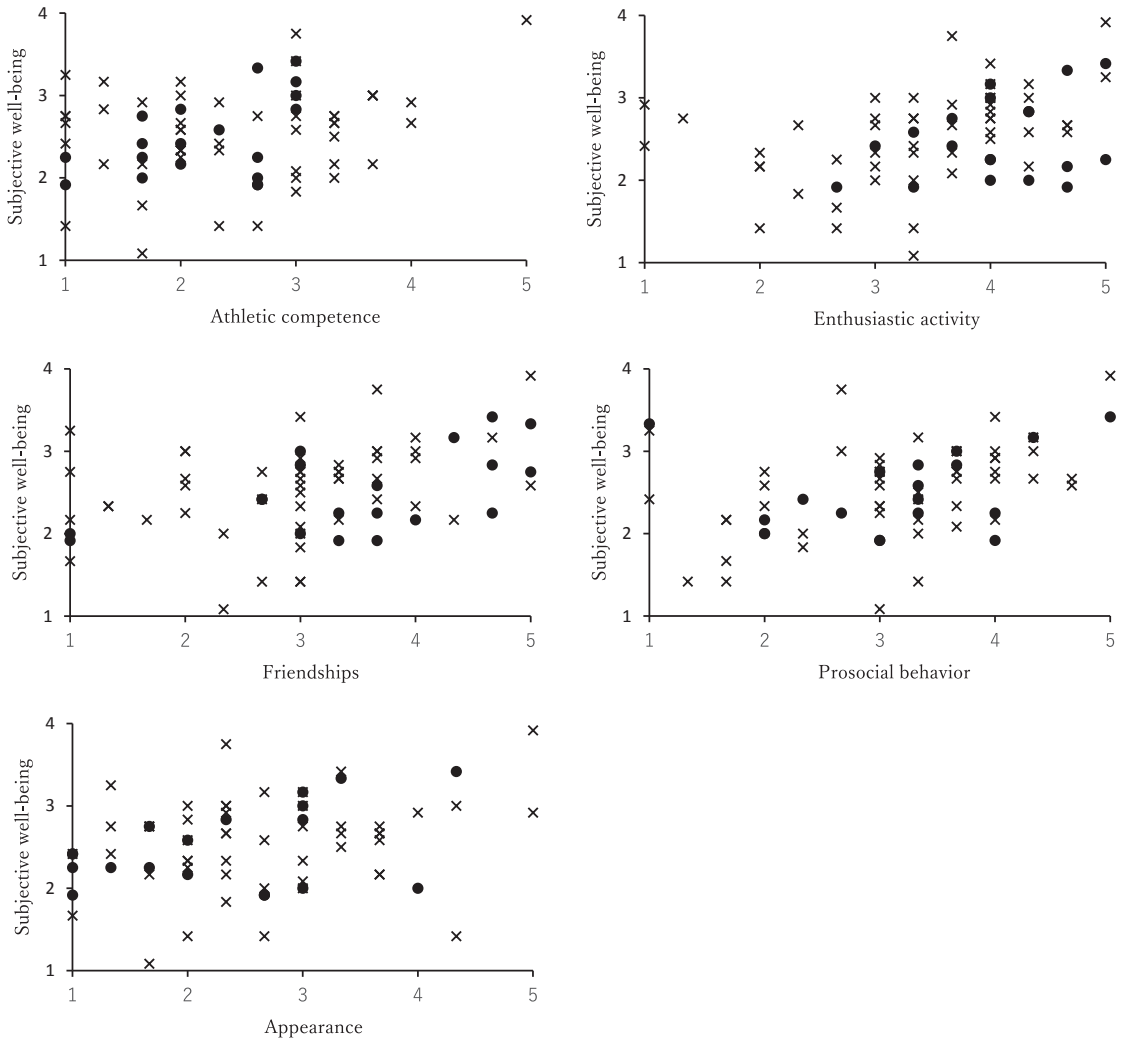 4
3
2
1
Subjective well-being
1 2 3 4 5
Athletic competence
4
3
2
1
Subjective well-being
1 2 3 4 5
Enthusiastic activity
4
3
2
1
Subjective well-being
1 2 3 4 5
Friendships
4
3
2
1
Subjective well-being
1 2 3 4 5
Prosocial behavior
4
3
2
1
Subjective well-being
1 2 3 4 5
Appearance